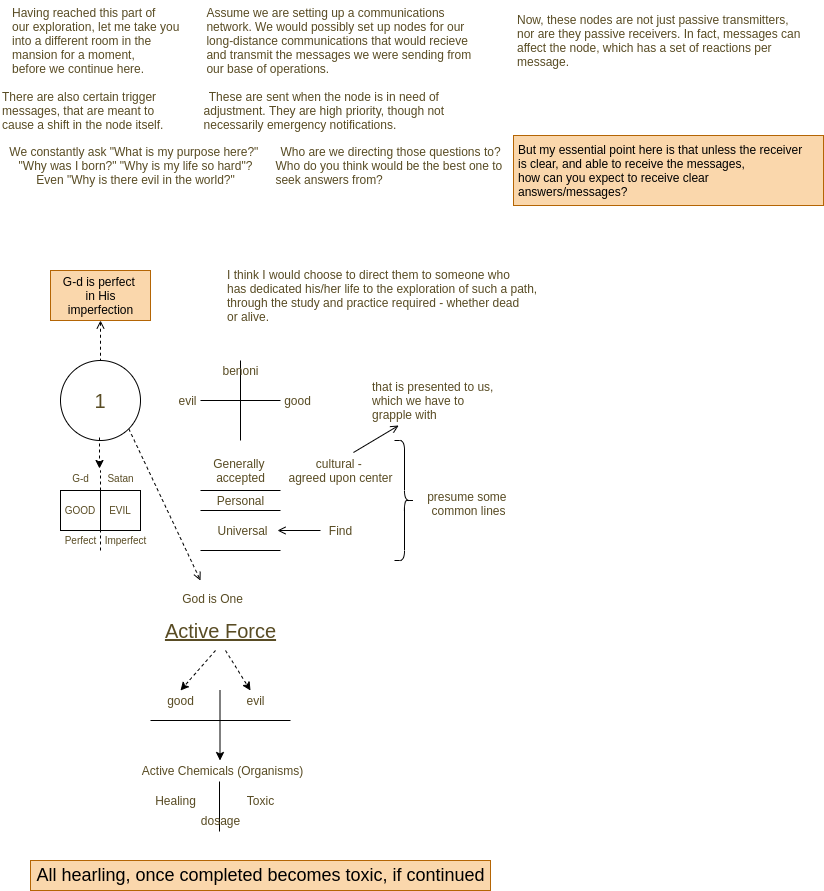 Having reached this part of
our exploration, let me take you
into a different room in the
mansion for a moment,
before we continue here.
Assume we are setting up a communications
network. We would possibly set up nodes for our
long-distance communications that would recieve
and transmit the messages we were sending from
our base of operations.
Now, these nodes are not just passive transmitters,
nor are they passive receivers. In fact, messages can
affect the node, which has a set of reactions per
message.
There are also certain trigger
messages, that are meant to
cause a shift in the node itself.
These are sent when the node is in need of
adjustment. They are high priority, though not
necessarily emergency notifications.
We constantly ask "What is my purpose here?"
"Why was I born?" "Why is my life so hard"?
Even "Why is there evil in the world?"
Who are we directing those questions to?
Who do you think would be the best one to
seek answers from?
But my essential point here is that unless the receiver
is clear, and able to receive the messages,
how can you expect to receive clear
answers/messages?
G-d is perfect
in His
imperfection
I think I would choose to direct them to someone who
has dedicated his/her life to the exploration of such a path,
through the study and practice required - whether dead
or alive.
1
benoni
evil
good
that is presented to us,
which we have to
grapple with
G-d
Satan
GOOD
EVIL
Perfect
Imperfect
Generally
accepted
cultural -
agreed upon center
Personal
Universal
Find
presume some
common lines
God is One
Active Force
good
evil
Active Chemicals (Organisms)
Healing
Toxic
dosage
All hearling, once completed becomes toxic, if continued